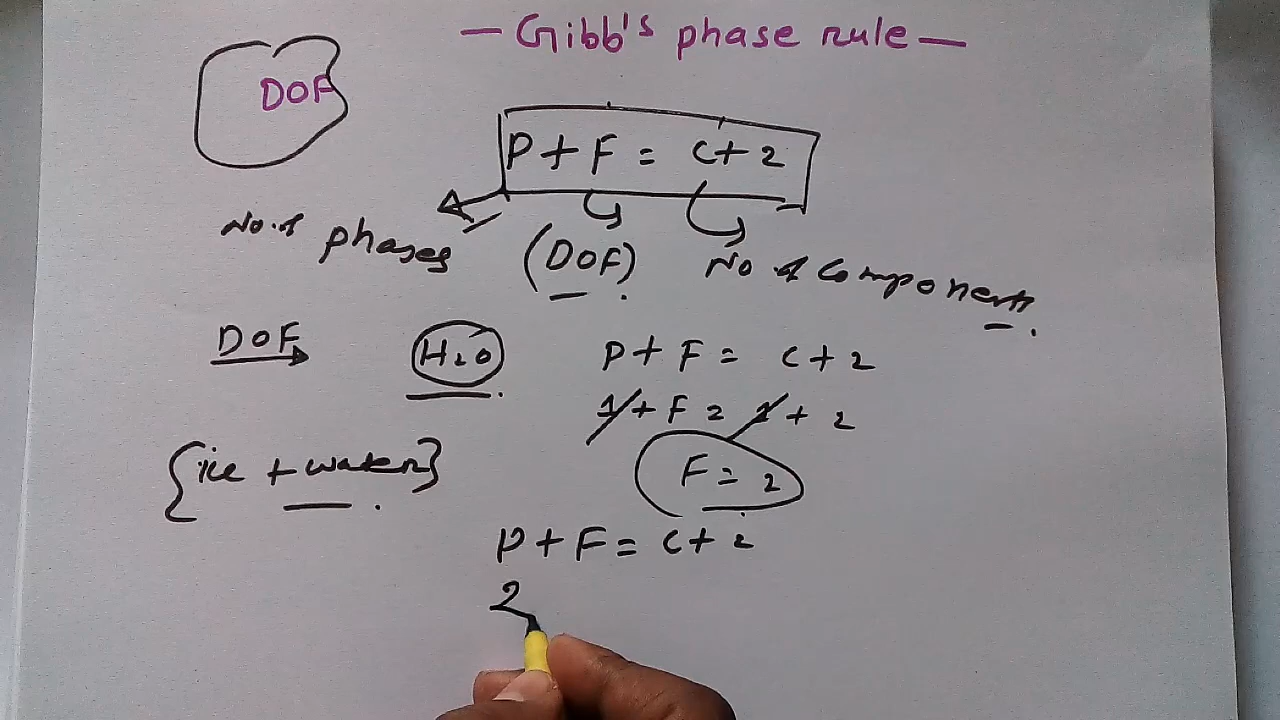 — Gibb's phase rule —
DOF
P + F = C + 2
No. of phases
(DOF)
No of Components.
DOF
H2O
P + F = C + 2
1 + F = 1 + 2
{ice + water}
F = 2
P + F = C + 2
2